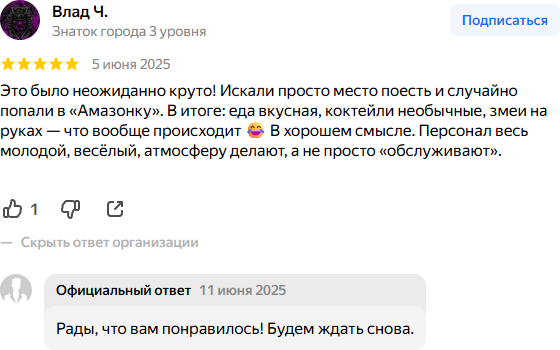 Влад Ч.
Знаток города 3 уровня
Подписаться
5 июня 2025
Это было неожиданно круто! Искали просто место поесть и случайно
попали в «Амазонку». В итоге: еда вкусная, коктейли необычные, змеи на
руках — что вообще происходит 😂 В хорошем смысле. Персонал весь
молодой, весёлый, атмосферу делают, а не просто «обслуживают».
1
— Скрыть ответ организации
Официальный ответ 11 июня 2025
Рады, что вам понравилось! Будем ждать снова.